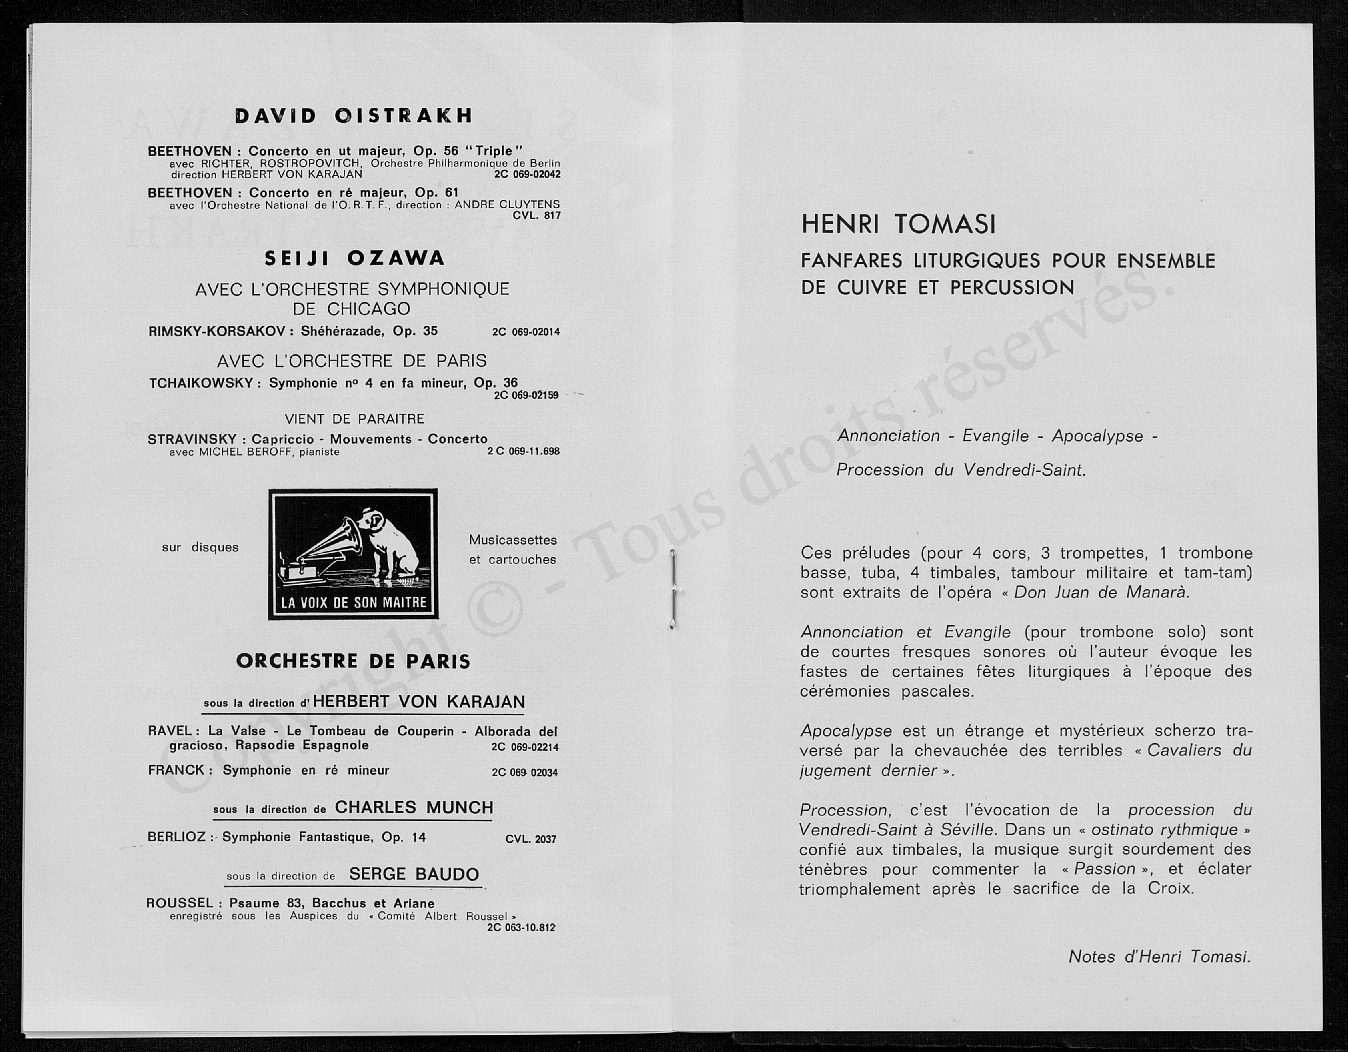 DAVID OISTRAKH
BEETHOVEN : Concerto en ut majeur, Op. 56 "Triple"
avec RICHTER, ROSTROPOVITCH, Orchestre Philharmonique de Berlin
direction HERBERT VON KARAJAN 2C 069-02042
BEETHOVEN : Concerto en ré majeur, Op. 61
avec l'Orchestre National de l'O.R.T.F., direction : ANDRE CLUYTENS
CVL. 817
SEIJI OZAWA
AVEC L'ORCHESTRE SYMPHONIQUE
DE CHICAGO
RIMSKY-KORSAKOV : Shéhérazade, Op. 35 2C 069-02014
AVEC L'ORCHESTRE DE PARIS
TCHAIKOWSKY : Symphonie nº 4 en fa mineur, Op. 36
2C 069-02159
VIENT DE PARAITRE
STRAVINSKY : Capriccio - Mouvements - Concerto
avec MICHEL BEROFF, pianiste 2 C 069-11.698
sur disques
LA VOIX DE SON MAITRE
Musicassettes
et cartouches
ORCHESTRE DE PARIS
sous la direction d' HERBERT VON KARAJAN
RAVEL : La Valse - Le Tombeau de Couperin - Alborada del
gracioso, Rapsodie Espagnole 2C 069-02214
FRANCK : Symphonie en ré mineur 2C 069 02034
sous la direction de CHARLES MUNCH
BERLIOZ : Symphonie Fantastique, Op. 14 CVL. 2037
sous la direction de SERGE BAUDO
ROUSSEL : Psaume 83, Bacchus et Ariane
enregistré sous les Auspices du « Comité Albert Roussel »
2C 063-10.812
HENRI TOMASI
FANFARES LITURGIQUES POUR ENSEMBLE
DE CUIVRE ET PERCUSSION
Annonciation - Evangile - Apocalypse -
Procession du Vendredi-Saint.
Ces préludes (pour 4 cors, 3 trompettes, 1 trombone
basse, tuba, 4 timbales, tambour militaire et tam-tam)
sont extraits de l'opéra « Don Juan de Manarà.
Annonciation et Evangile (pour trombone solo) sont
de courtes fresques sonores où l'auteur évoque les
fastes de certaines fêtes liturgiques à l'époque des
cérémonies pascales.
Apocalypse est un étrange et mystérieux scherzo tra-
versé par la chevauchée des terribles « Cavaliers du
jugement dernier ».
Procession, c'est l'évocation de la procession du
Vendredi-Saint à Séville. Dans un « ostinato rythmique »
confié aux timbales, la musique surgit sourdement des
ténèbres pour commenter la « Passion », et éclater
triomphalement après le sacrifice de la Croix.
Notes d'Henri Tomasi.
Copyright © - Tous droits réservés.